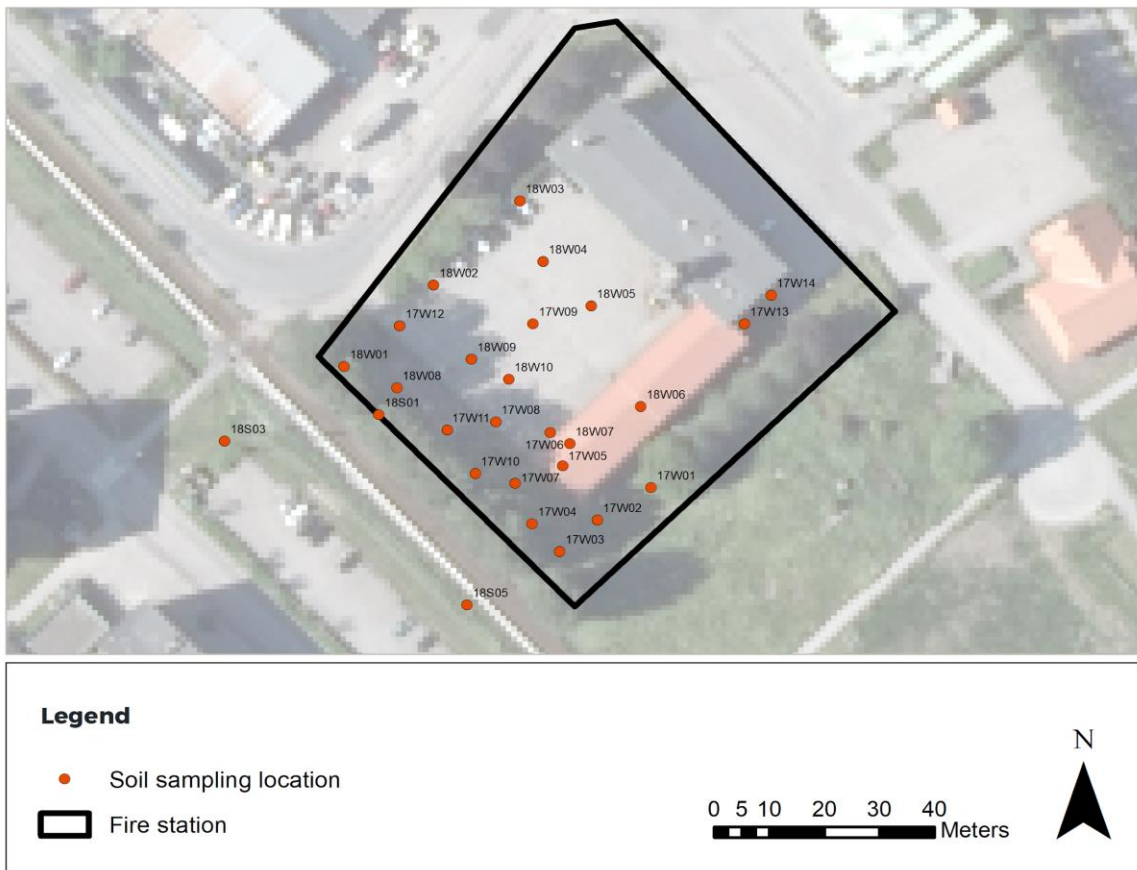 18W03
18W04
18W02
17W14
18W05
17W12
17W09
17W13
18W09
18W01
18W10
18W08
18W06
18S01
17W08
17W11
18W07
18S03
17W06
17W05
17W10
17W07
17W01
17W04
17W02
17W03
18S05
Legend
Soil sampling location
Fire station
N
0 5 10 20 30 40
Meters